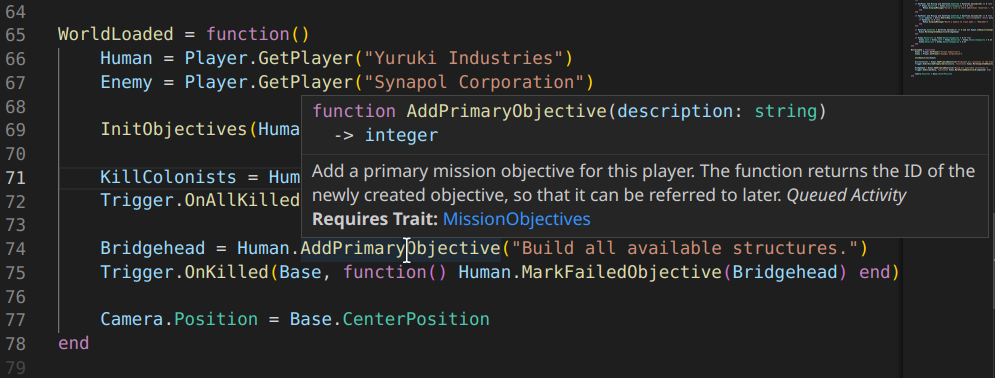 64
65 WorldLoaded = function()
66 Human = Player.GetPlayer("Yuruki Industries")
67 Enemy = Player.GetPlayer("Synapol Corporation")
68
function AddPrimaryObjective(description: string)
69 InitObjectives(Huma
-> integer
70
Add a primary mission objective for this player. The function returns the ID of the
71 KillColonists = Hum
newly created objective, so that it can be referred to later. Queued Activity
72 Trigger.OnAllKilled
Requires Trait: MissionObjectives
73
74 Bridgehead = Human.AddPrimaryObjective("Build all available structures.")
75 Trigger.OnKilled(Base, function() Human.MarkFailedObjective(Bridgehead) end)
76
77 Camera.Position = Base.CenterPosition
78 end
79